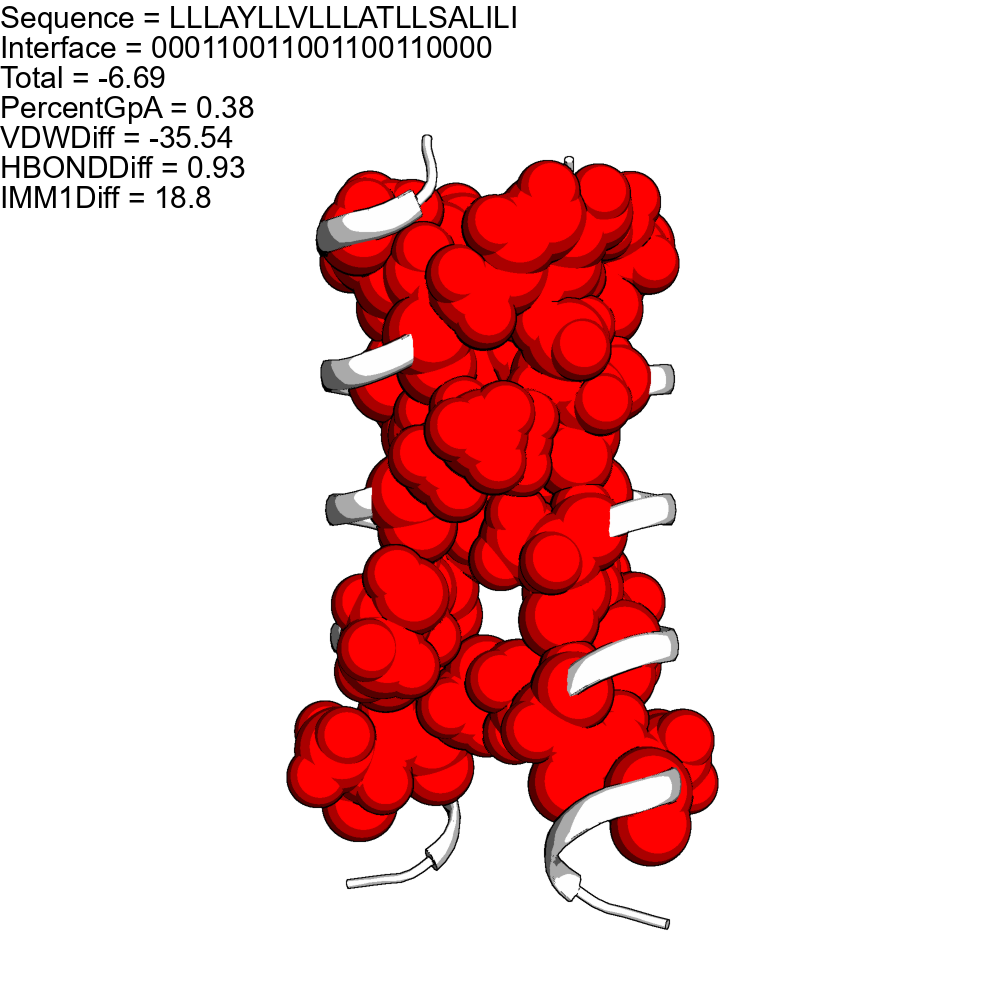 Sequence = LLLAYLLVLLLATLLSALILI
Interface = 000110011001100110000
Total = -6.69
PercentGpA = 0.38
VDWDiff = -35.54
HBONDDiff = 0.93
IMM1Diff = 18.8